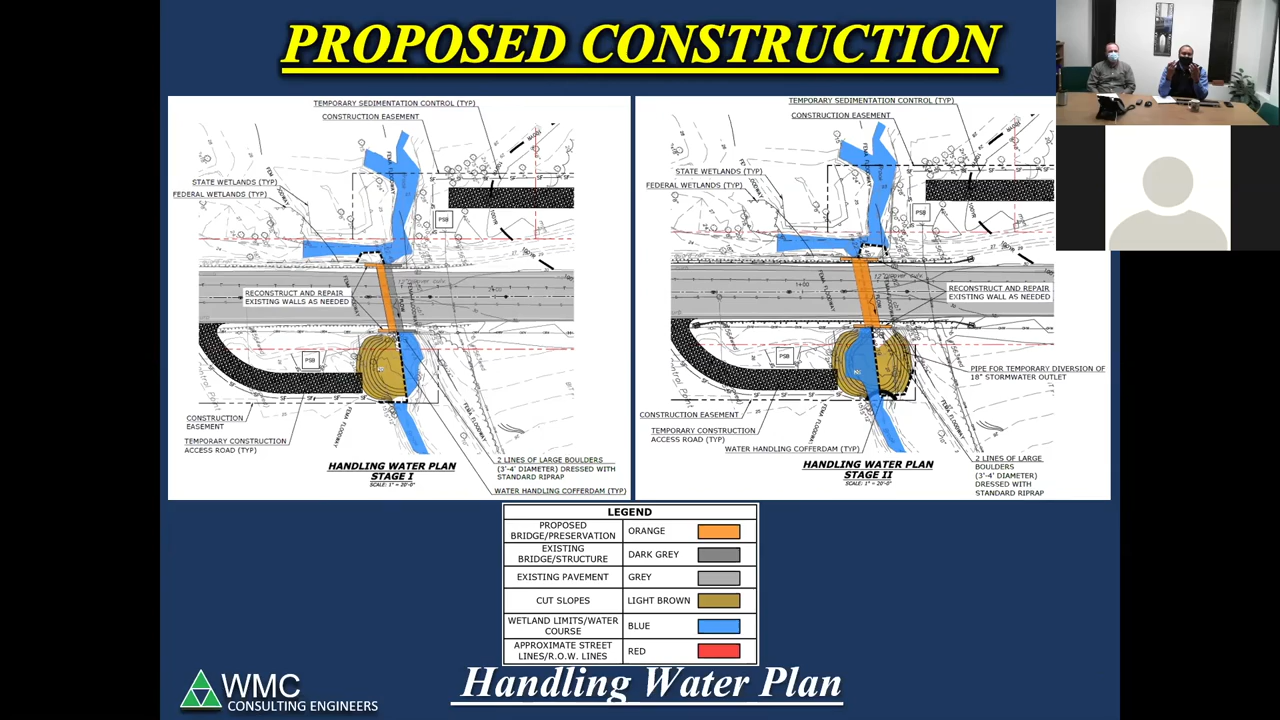 PROPOSED CONSTRUCTION
TEMPORARY SEDIMENTATION CONTROL (TYP)
CONSTRUCTION EASEMENT
STATE WETLANDS (TYP)
FEDERAL WETLANDS (TYP)
PSB
RECONSTRUCT AND REPAIR
EXISTING WALLS AS NEEDED
PSB
CONSTRUCTION
EASEMENT
TEMPORARY CONSTRUCTION
ACCESS ROAD (TYP)
HANDLING WATER PLAN
STAGE I
SCALE: 1" = 20'-0"
2 LINES OF LARGE BOULDERS
(3'-4' DIAMETER) DRESSED WITH
STANDARD RIPRAP
WATER HANDLING COFFERDAM (TYP)
TEMPORARY SEDIMENTATION CONTROL (TYP)
CONSTRUCTION EASEMENT
STATE WETLANDS (TYP)
FEDERAL WETLANDS (TYP)
PSB
1+00
RECONSTRUCT AND REPAIR
EXISTING WALL AS NEEDED
PSB
PIPE FOR TEMPORARY DIVERSION OF
18" STORMWATER OUTLET
CONSTRUCTION EASEMENT
TEMPORARY CONSTRUCTION
ACCESS ROAD (TYP)
WATER HANDLING COFFERDAM (TYP)
HANDLING WATER PLAN
STAGE II
SCALE: 1" = 20'-0"
2 LINES OF LARGE
BOULDERS
(3'-4' DIAMETER)
DRESSED WITH
STANDARD RIPRAP
LEGEND
PROPOSED
BRIDGE/PRESERVATION
ORANGE
EXISTING
BRIDGE/STRUCTURE
DARK GREY
EXISTING PAVEMENT
GREY
CUT SLOPES
LIGHT BROWN
WETLAND LIMITS/WATER
COURSE
BLUE
APPROXIMATE STREET
LINES/R.O.W. LINES
RED
Handling Water Plan
WMC
CONSULTING ENGINEERS